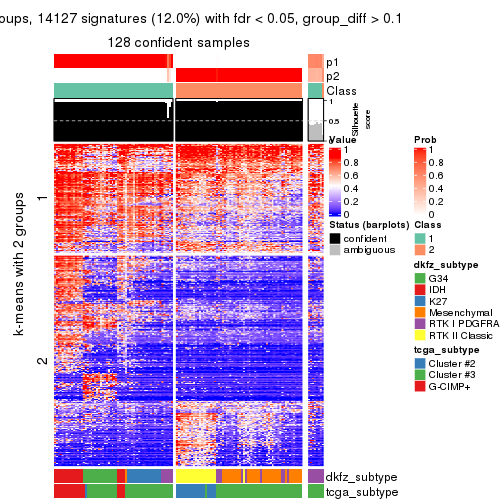 oups, 14127 signatures (12.0%) with fdr < 0.05, group_diff > 0.1
128 confident samples
p1
p2
Class
1
0.5
0
Silhouette
score
k-means with 2 groups
1
2
Value
1
0.8
0.6
0.4
0.2
0
Status (barplots)
confident
ambiguous
Prob
1
0.8
0.6
0.4
0.2
0
Class
1
2
dkfz_subtype
G34
IDH
K27
Mesenchymal
RTK I PDGFRA
RTK II Classic
tcga_subtype
Cluster #2
Cluster #3
G-CIMP+
dkfz_subtype
tcga_subtype